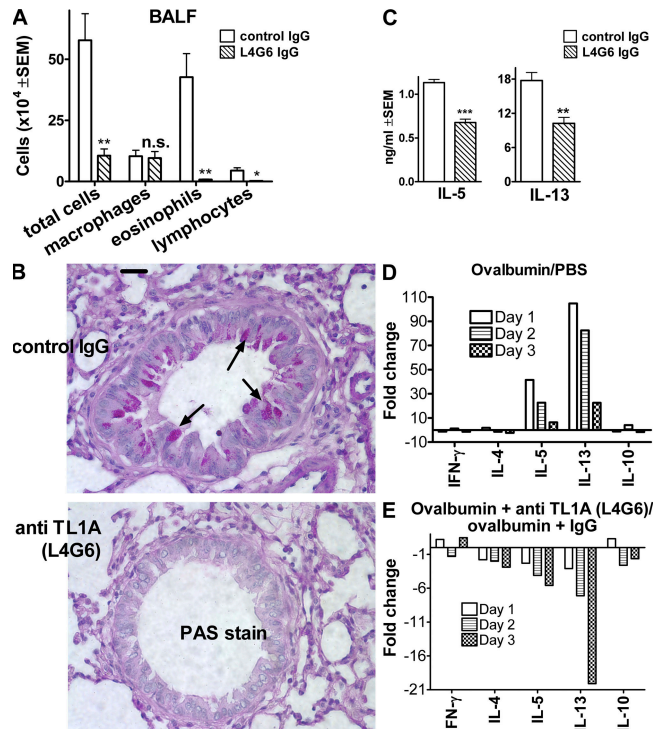 A
BALF
control IgG
L4G6 IgG
Cells (x10⁴ ±SEM)
50
25
0
**
n.s.
**
*
total cells
macrophages
eosinophils
lymphocytes
C
control IgG
L4G6 IgG
ng/ml ±SEM
1.0
0.5
0.0
***
IL-5
18
12
6
0
**
IL-13
B
control IgG
anti TL1A
(L4G6)
PAS stain
D
Ovalbumin/PBS
Fold change
110
90
70
50
30
10
-10
Day 1
Day 2
Day 3
IFN-γ
IL-4
IL-5
IL-13
IL-10
E
Ovalbumin + anti TL1A (L4G6)/
ovalbumin + IgG
Fold change
-1
-6
-11
-16
-21
Day 1
Day 2
Day 3
FN-γ
IL-4
IL-5
IL-13
IL-10